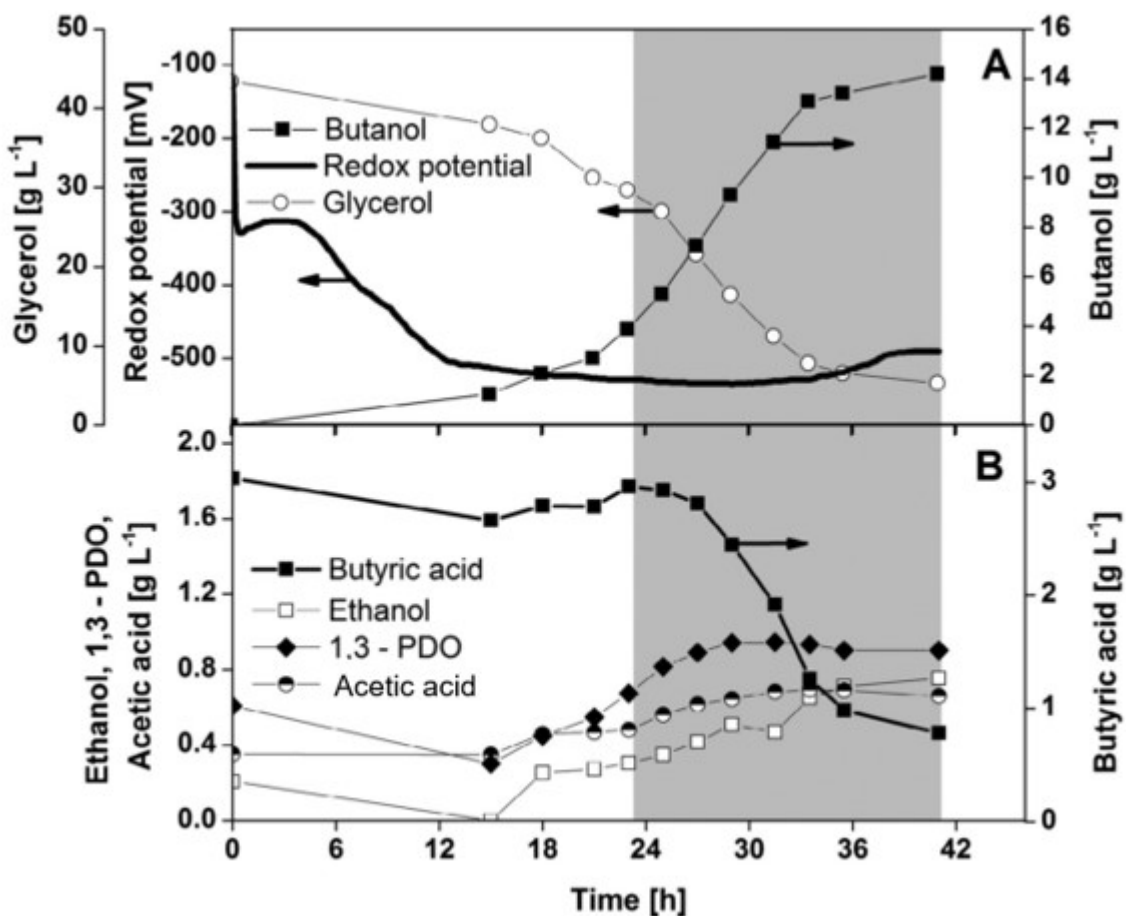 50
40
30
20
10
0
Glycerol [g L-1]
-100
-200
-300
-400
-500
Redox potential [mV]
Butanol
Redox potential
Glycerol
A
16
14
12
10
8
6
4
2
0
Butanol [g L-1]
2.0
1.6
1.2
0.8
0.4
0.0
Ethanol, 1,3 - PDO,
Acetic acid [g L-1]
Butyric acid
Ethanol
1,3 - PDO
Acetic acid
B
3
2
1
0
Butyric acid [g L-1]
0 6 12 18 24 30 36 42
Time [h]